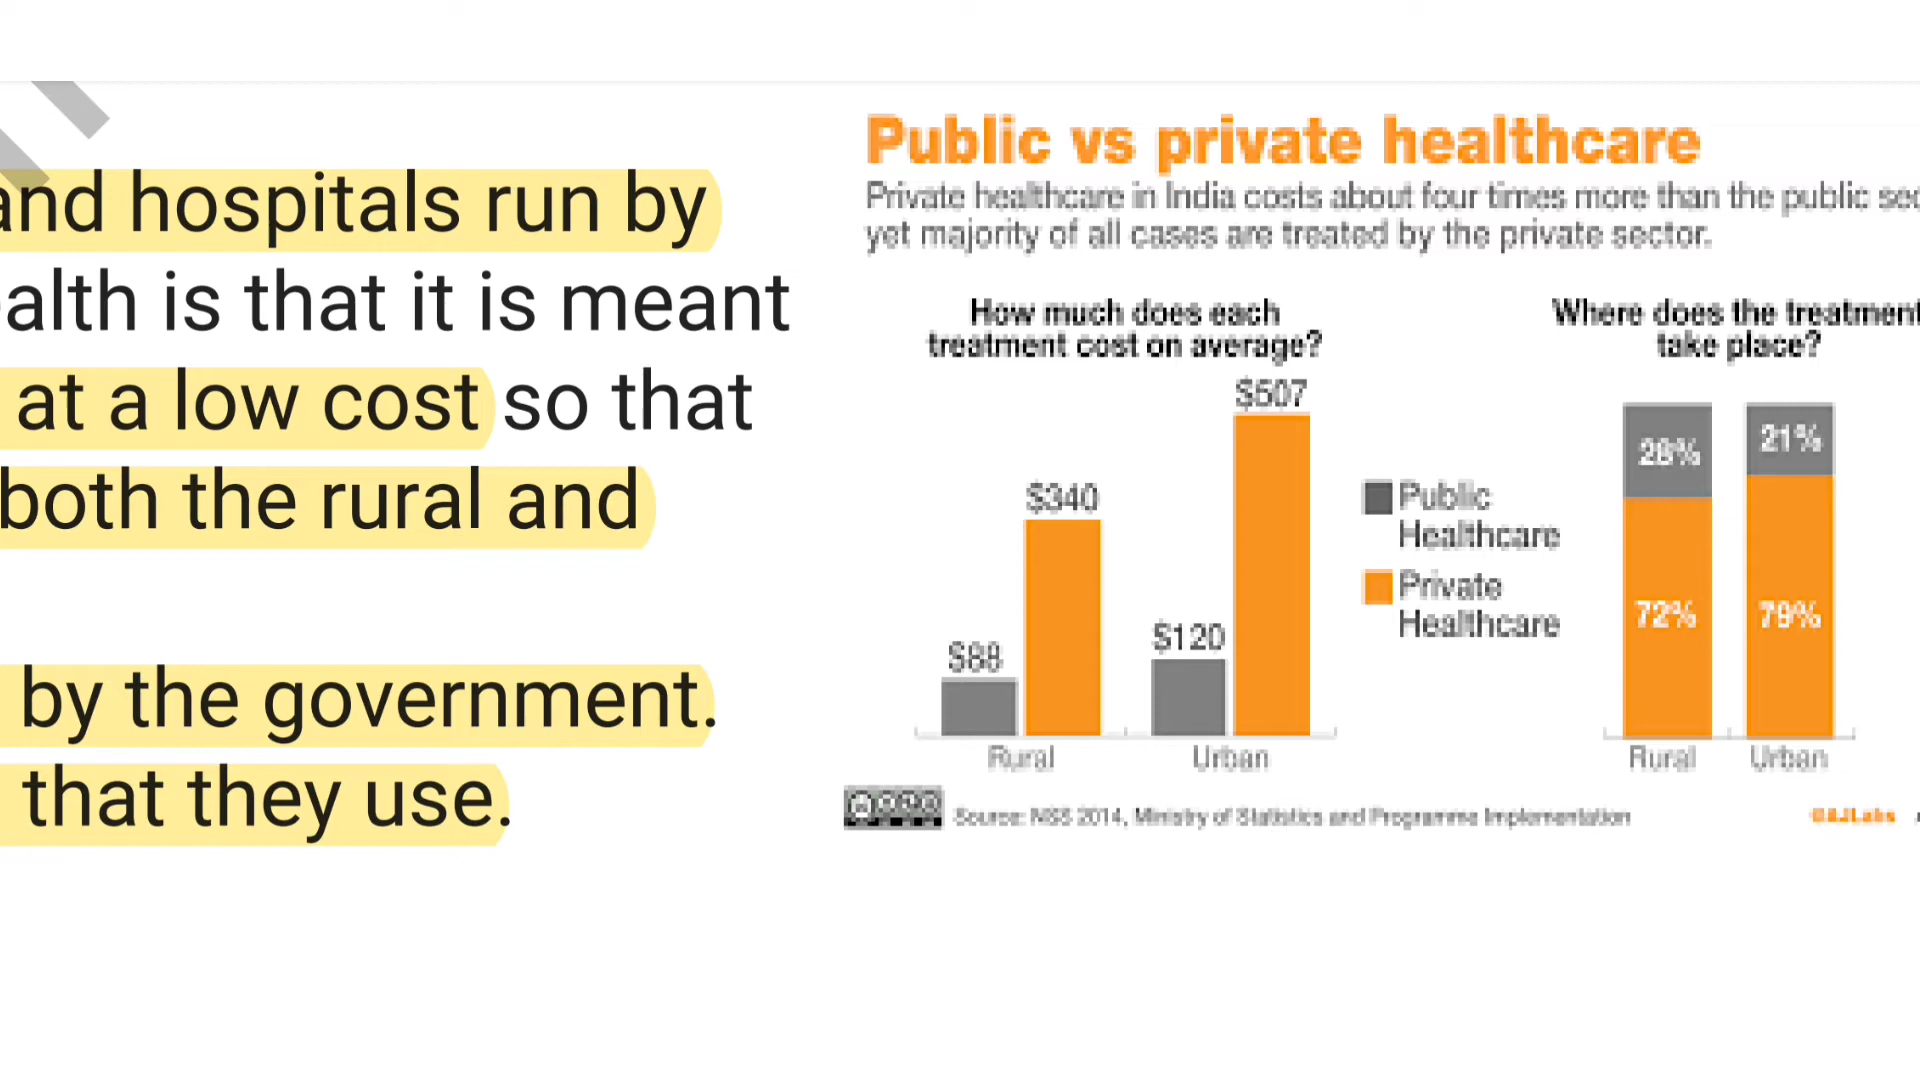 and hospitals run by
alth is that it is meant
at a low cost so that
both the rural and
by the government.
that they use.
Public vs private healthcare
Private healthcare in India costs about four times more than the public sec
yet majority of all cases are treated by the private sector.
How much does each
treatment cost on average?
$507
$340
$120
$88
Rural
Urban
Public
Healthcare
Private
Healthcare
Where does the treatment
take place?
28%
21%
72%
79%
Rural
Urban
Source: NSS 2014, Ministry of Statistics and Programme Implementation
@AJLabs